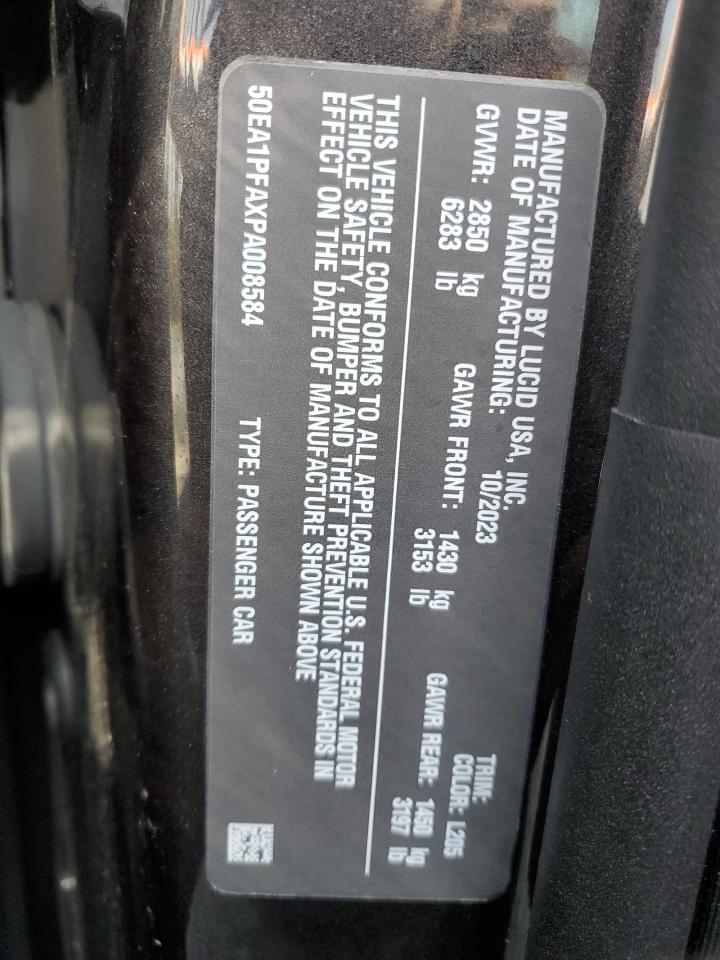 MANUFACTURED BY LUCID USA, INC.
DATE OF MANUFACTURING: 10/2023 TRIM:
COLOR: L205
GVWR: 2850 kg GAWR FRONT: 1430 kg GAWR REAR: 1450 kg
6283 lb 3153 lb 3197 lb
THIS VEHICLE CONFORMS TO ALL APPLICABLE U.S. FEDERAL MOTOR
VEHICLE SAFETY, BUMPER AND THEFT PREVENTION STANDARDS IN
EFFECT ON THE DATE OF MANUFACTURE SHOWN ABOVE
50EA1PFAXPA008584 TYPE: PASSENGER CAR